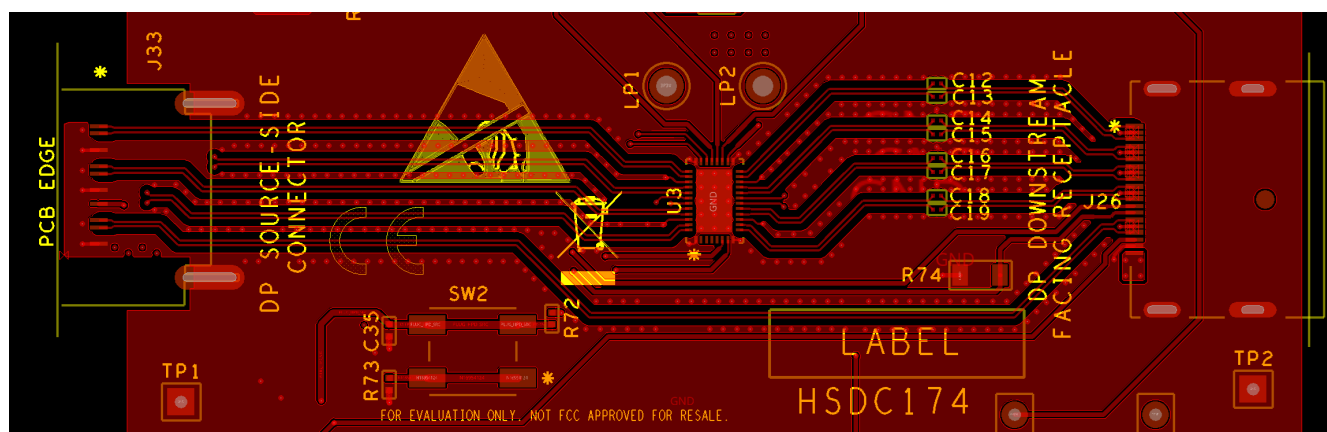 J33
PCB EDGE
DP SOURCE-SIDE
CONNECTOR
LP1
LP2
U3
GND
C12
C13
C14
C15
C16
C17
C18
C19
DP DOWNSTREAM
FACING RECEPTACLE
J26
GND
R74
SW2
R72
C35
R73
LABEL
HSDC174
TP1
TP2
GND
FOR EVALUATION ONLY. NOT FCC APPROVED FOR RESALE.